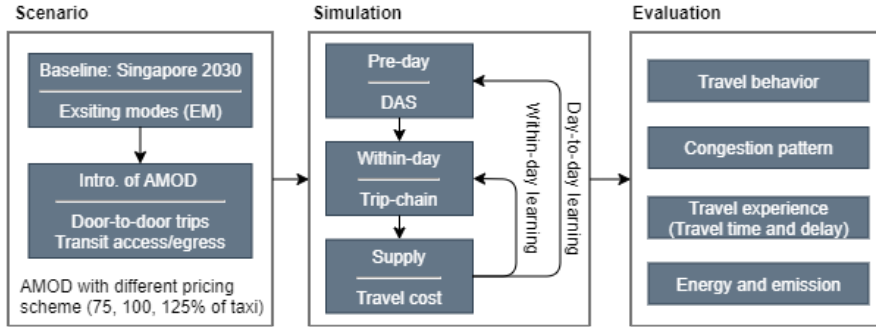 Scenario
Baseline: Singapore 2030
Exsiting modes (EM)
Intro. of AMOD
Door-to-door trips
Transit access/egress
AMOD with different pricing
scheme (75, 100, 125% of taxi)
Simulation
Pre-day
DAS
Within-day
Trip-chain
Supply
Travel cost
Within-day learning
Day-to-day learning
Evaluation
Travel behavior
Congestion pattern
Travel experience
(Travel time and delay)
Energy and emission